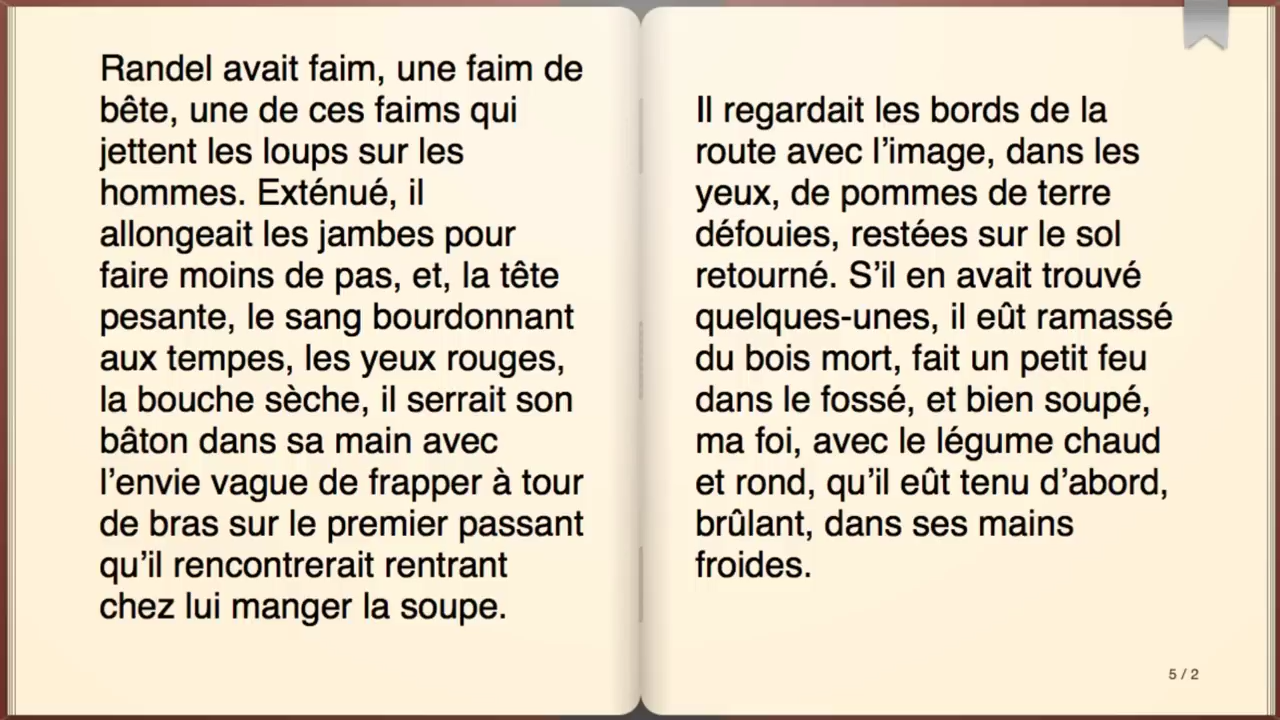 Randel avait faim, une faim de
bête, une de ces faims qui
jettent les loups sur les
hommes. Exténué, il
allongeait les jambes pour
faire moins de pas, et, la tête
pesante, le sang bourdonnant
aux tempes, les yeux rouges,
la bouche sèche, il serrait son
bâton dans sa main avec
l’envie vague de frapper à tour
de bras sur le premier passant
qu’il rencontrerait rentrant
chez lui manger la soupe.
Il regardait les bords de la
route avec l’image, dans les
yeux, de pommes de terre
défouies, restées sur le sol
retourné. S’il en avait trouvé
quelques-unes, il eût ramassé
du bois mort, fait un petit feu
dans le fossé, et bien soupé,
ma foi, avec le légume chaud
et rond, qu’il eût tenu d’abord,
brûlant, dans ses mains
froides.
5 / 2